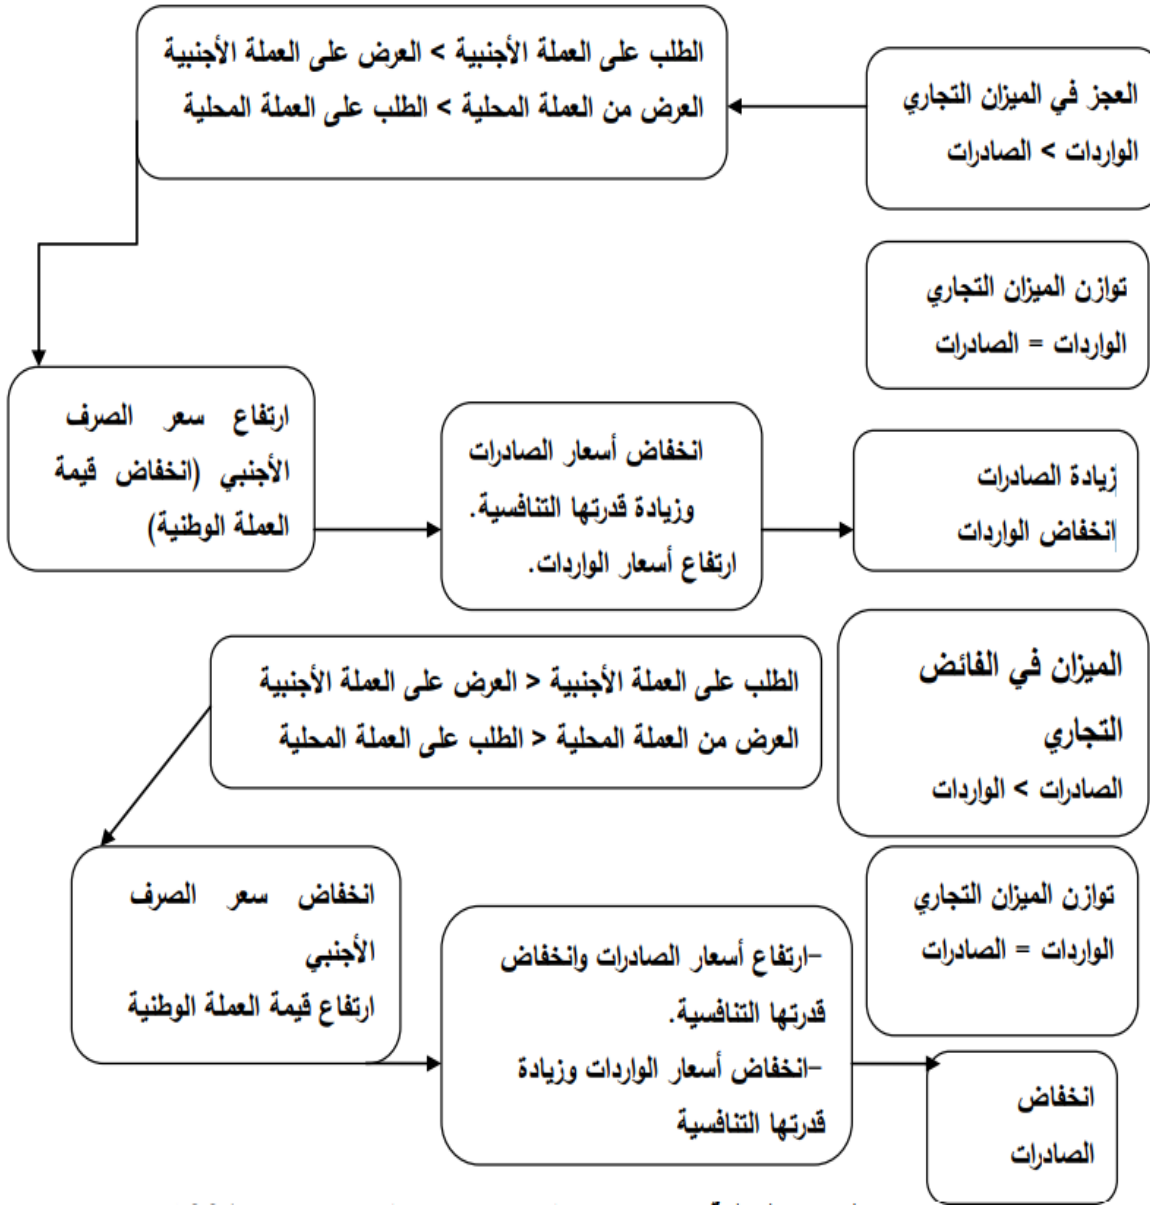 العجز في الميزان التجاري
الواردات > الصادرات
الطلب على العملة الأجنبية > العرض على العملة الأجنبية
العرض من العملة المحلية > الطلب على العملة المحلية
توازن الميزان التجاري
الواردات = الصادرات
ارتفاع سعر الصرف
الأجنبي (انخفاض قيمة
العملة الوطنية)
انخفاض أسعار الصادرات
وزيادة قدرتها التنافسية.
ارتفاع أسعار الواردات.
زيادة الصادرات
انخفاض الواردات
الميزان في الفائض
التجاري
الصادرات > الواردات
الطلب على العملة الأجنبية < العرض على العملة الأجنبية
العرض من العملة المحلية < الطلب على العملة المحلية
توازن الميزان التجاري
الواردات = الصادرات
انخفاض سعر الصرف
الأجنبي
ارتفاع قيمة العملة الوطنية
-ارتفاع أسعار الصادرات وانخفاض
قدرتها التنافسية.
-انخفاض أسعار الواردات وزيادة
قدرتها التنافسية
انخفاض
الصادرات